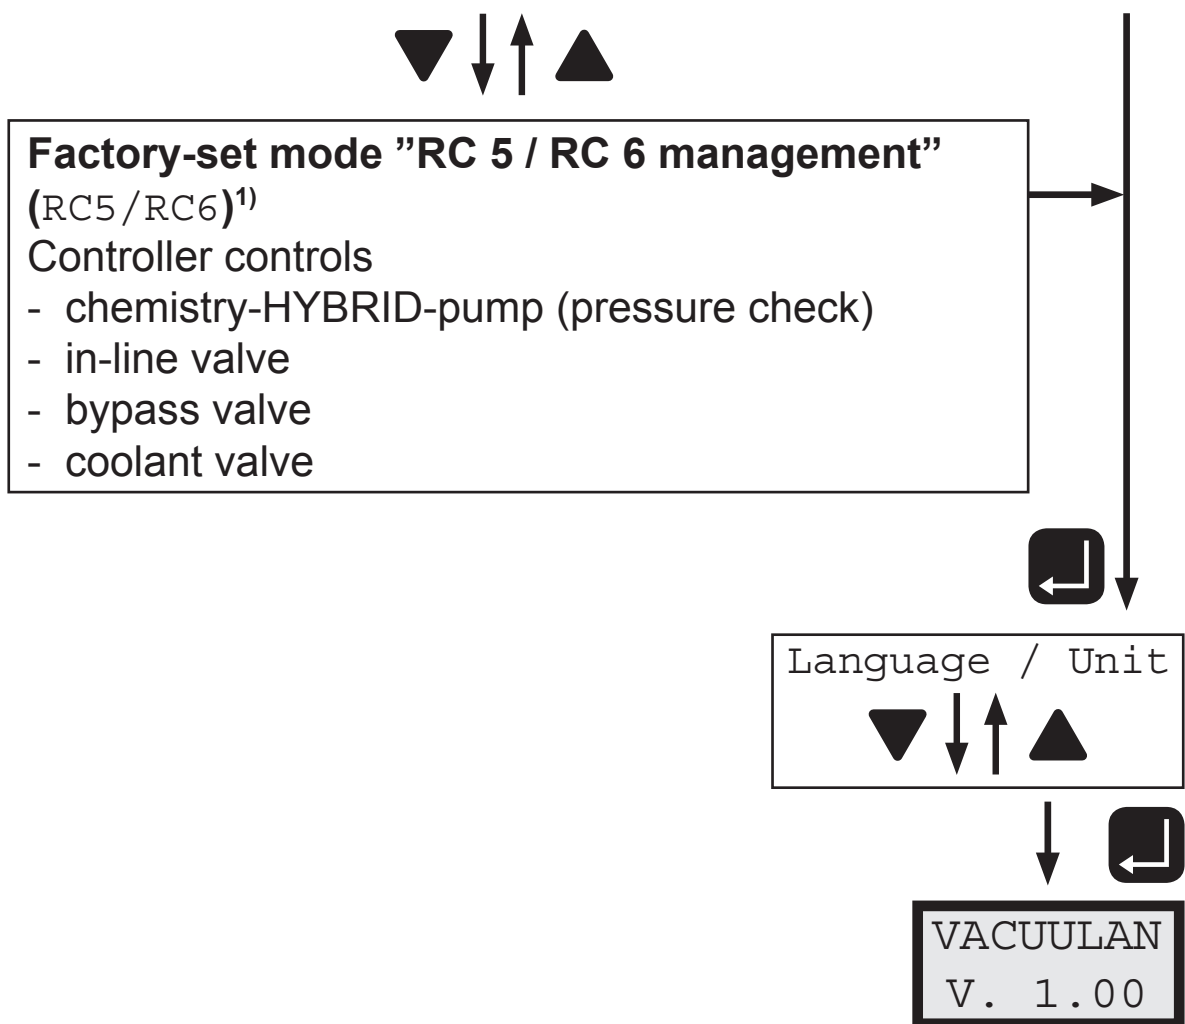 Factory-set mode ”RC 5 / RC 6 management”
(RC5/RC6)1)
Controller controls
- chemistry-HYBRID-pump (pressure check)
- in-line valve
- bypass valve
- coolant valve
Language / Unit
VACUULAN
V. 1.00